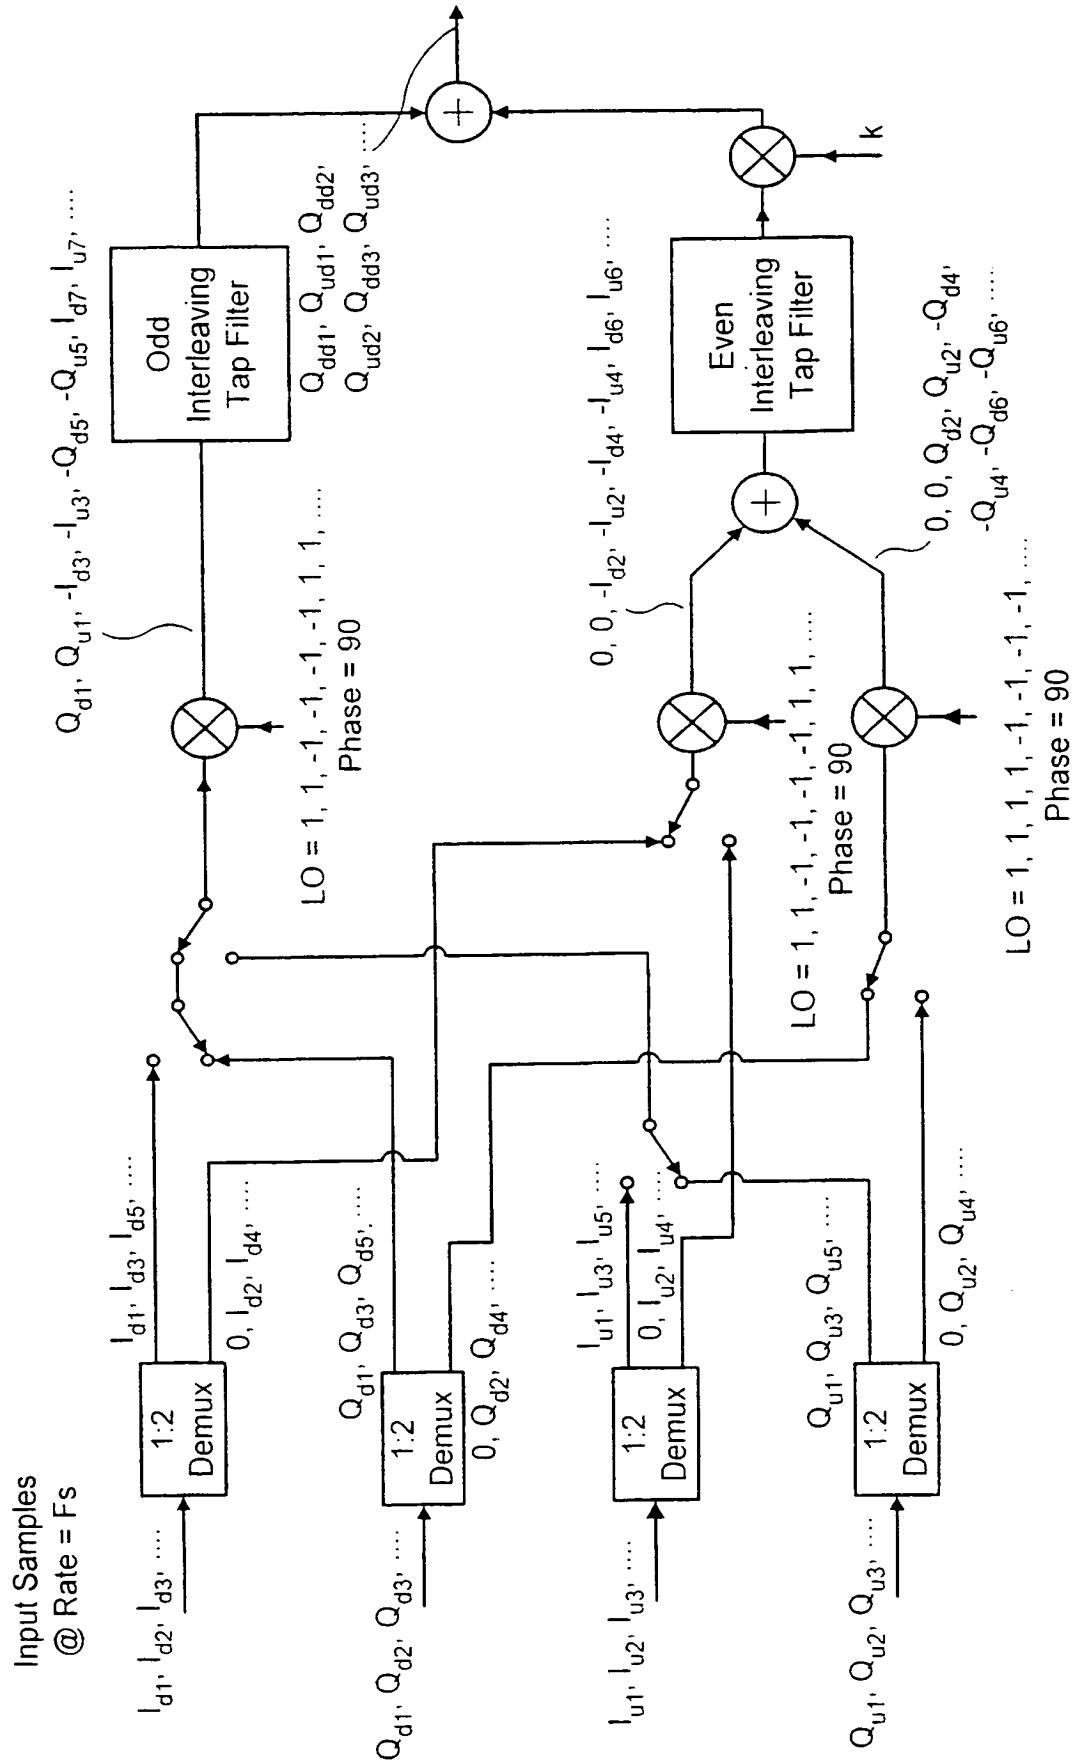 Input Samples
@ Rate = Fs
I_d1, I_d2, I_d3, .....
1:2
Demux
I_d1, I_d3, I_d5, .....
0, I_d2, I_d4, .....
Q_d1, Q_d2, Q_d3, .....
1:2
Demux
Q_d1, Q_d3, Q_d5, .....
0, Q_d2, Q_d4, .....
I_u1, I_u2, I_u3, .....
1:2
Demux
I_u1, I_u3, I_u5, .....
0, I_u2, I_u4, .....
Q_u1, Q_u2, Q_u3, .....
1:2
Demux
Q_u1, Q_u3, Q_u5, .....
0, Q_u2, Q_u4, .....
Q_d1, Q_u1, -I_d3, -I_u3, -Q_d5, -Q_u5, I_d7, I_u7, .....
LO = 1, 1, -1, -1, -1, -1, 1, 1, .....
Phase = 90
Odd
Interleaving
Tap Filter
Q_dd1, Q_ud1, Q_dd2,
Q_ud2, Q_dd3, Q_ud3, .....
0, 0, -I_d2, -I_u2, -I_d4, -I_u4, I_d6, I_u6, .....
LO = 1, 1, -1, -1, -1, -1, 1, 1, .....
Phase = 90
Even
Interleaving
Tap Filter
0, 0, Q_d2, Q_u2, -Q_d4,
-Q_u4, -Q_d6, -Q_u6, .....
LO = 1, 1, 1, 1, -1, -1, -1, -1, .....
Phase = 90
k